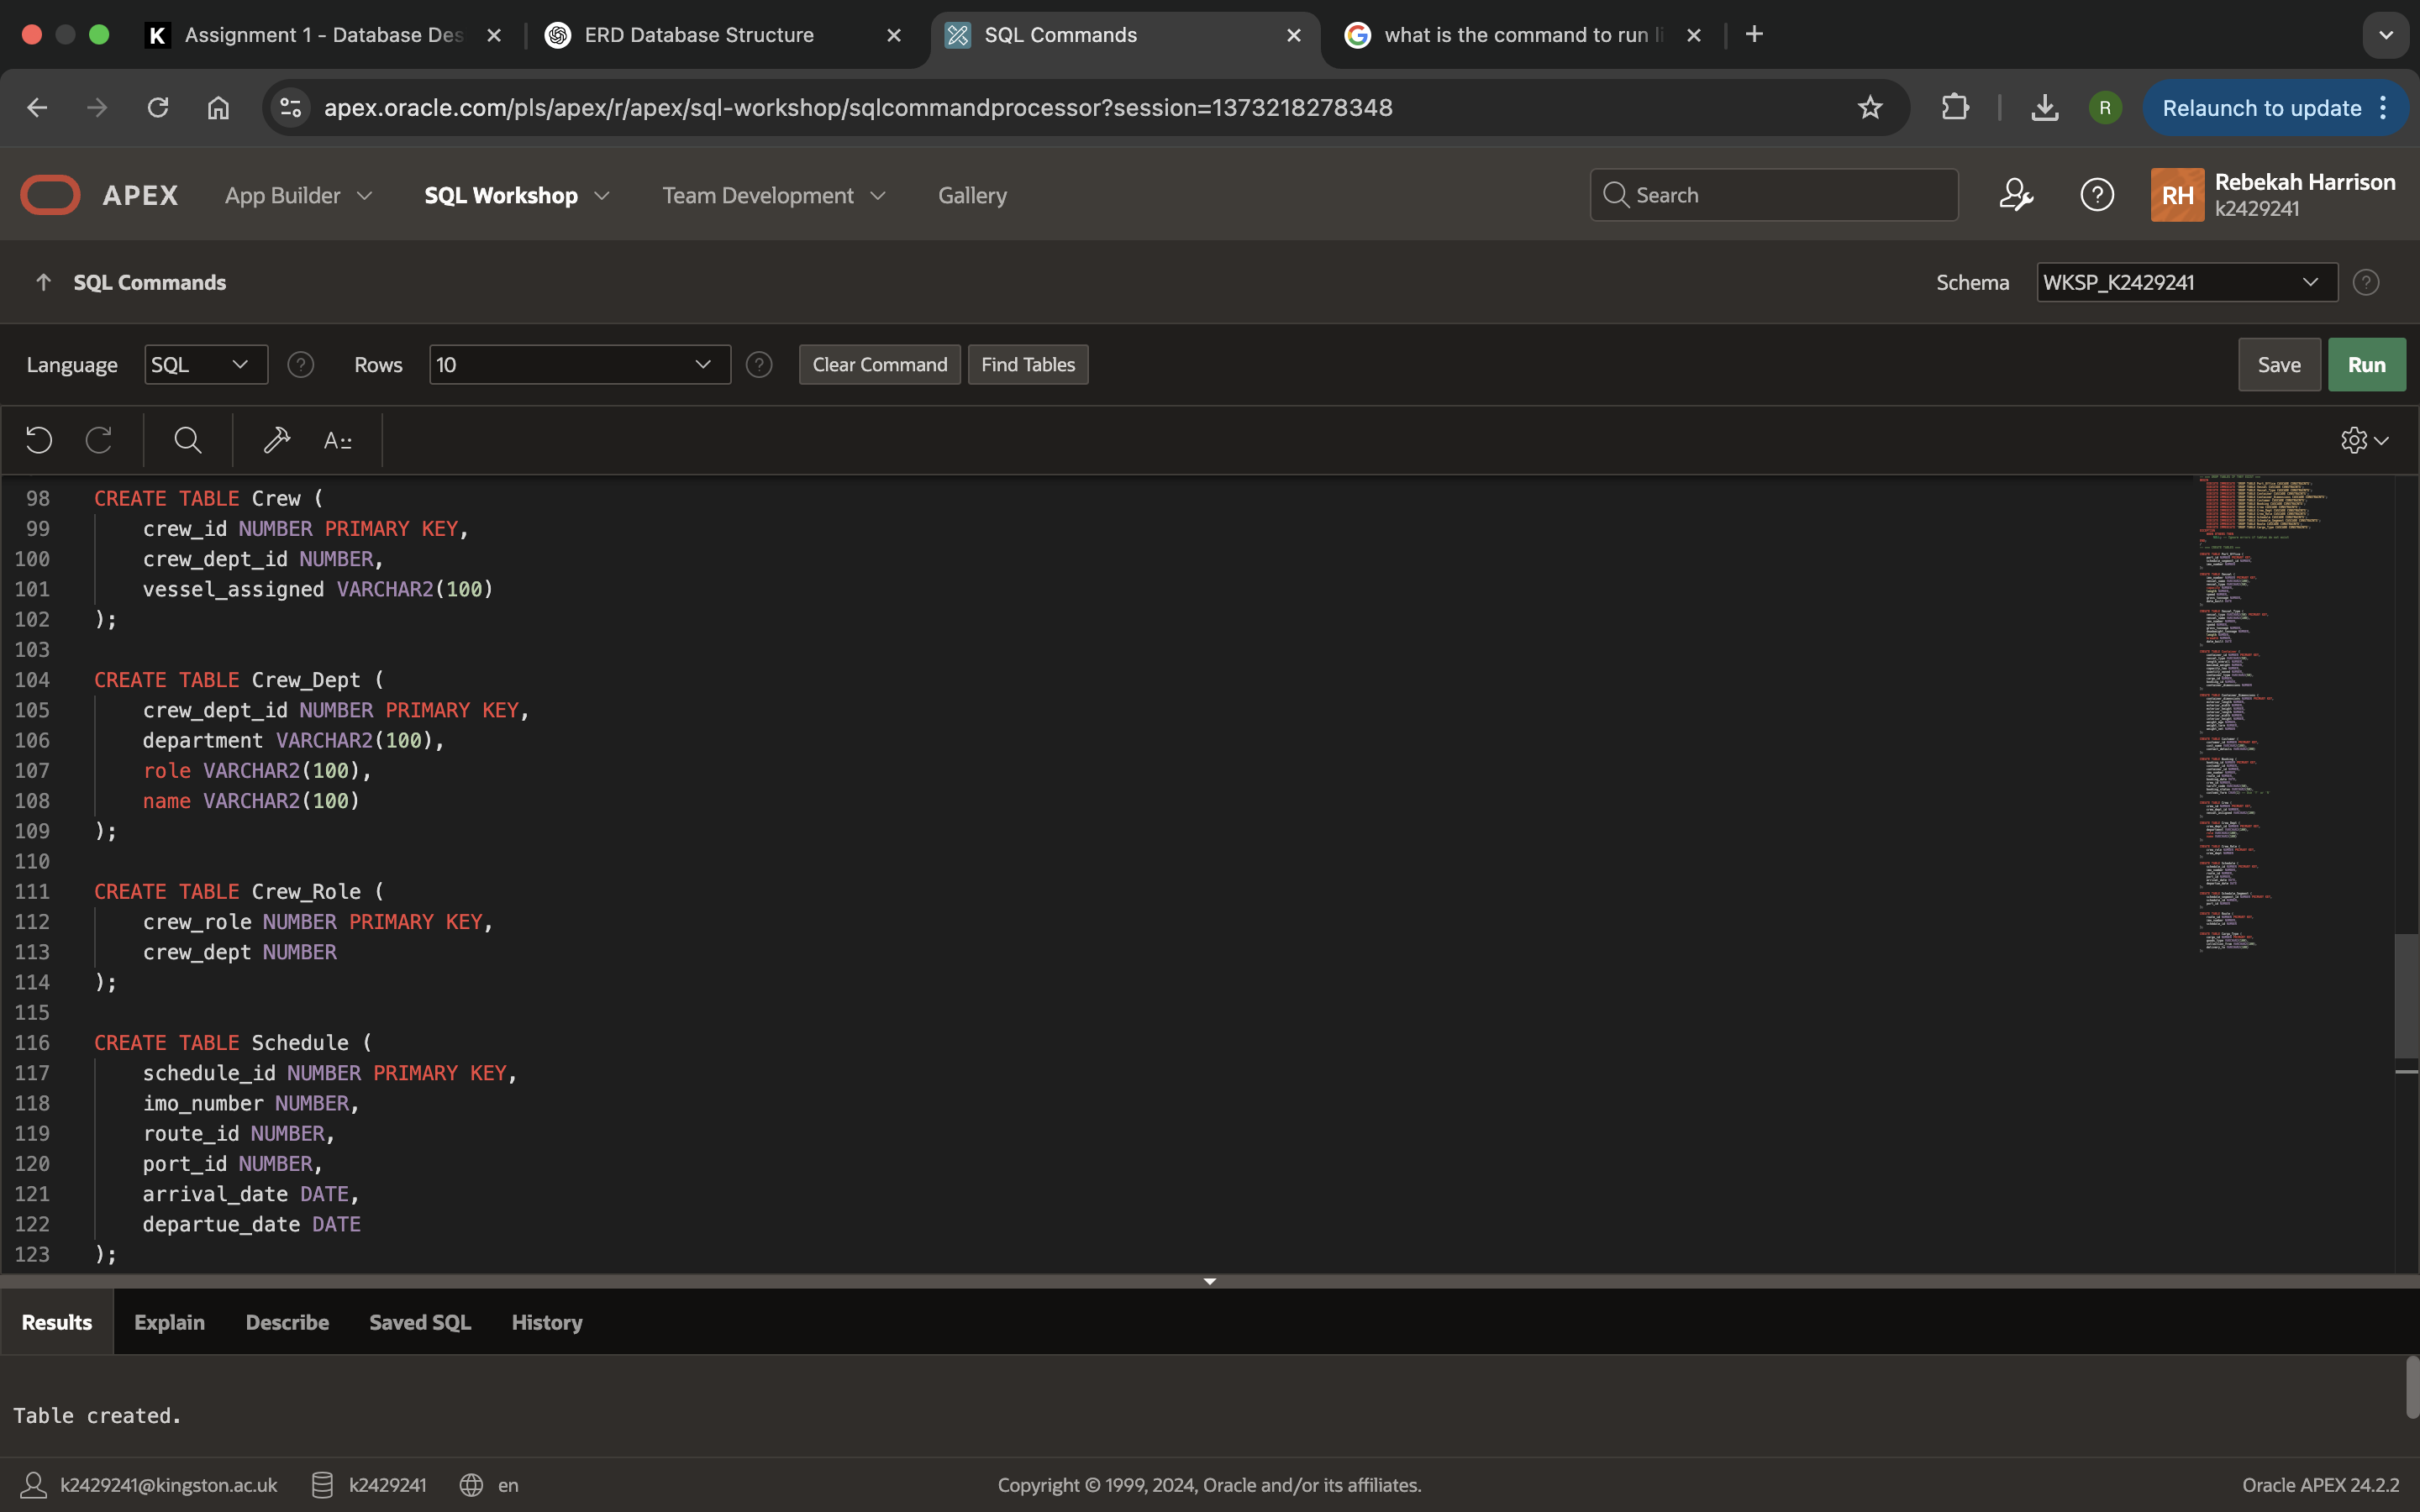 Assignment 1 - Database Des
ERD Database Structure
SQL Commands
what is the command to run li
apex.oracle.com/pls/apex/r/apex/sql-workshop/sqlcommandprocessor?session=1373218278348
R
Relaunch to update
APEX
App Builder
SQL Workshop
Team Development
Gallery
Search
RH
Rebekah Harrison
k2429241
SQL Commands
Schema
WKSP_K2429241
Language
SQL
Rows
10
Clear Command
Find Tables
Save
Run
98 CREATE TABLE Crew (
99 crew_id NUMBER PRIMARY KEY,
100 crew_dept_id NUMBER,
101 vessel_assigned VARCHAR2(100)
102 );
103
104 CREATE TABLE Crew_Dept (
105 crew_dept_id NUMBER PRIMARY KEY,
106 department VARCHAR2(100),
107 role VARCHAR2(100),
108 name VARCHAR2(100)
109 );
110
111 CREATE TABLE Crew_Role (
112 crew_role NUMBER PRIMARY KEY,
113 crew_dept NUMBER
114 );
115
116 CREATE TABLE Schedule (
117 schedule_id NUMBER PRIMARY KEY,
118 imo_number NUMBER,
119 route_id NUMBER,
120 port_id NUMBER,
121 arrival_date DATE,
122 departue_date DATE
123 );
Results
Explain
Describe
Saved SQL
History
Table created.
k2429241@kingston.ac.uk
k2429241
en
Copyright © 1999, 2024, Oracle and/or its affiliates.
Oracle APEX 24.2.2